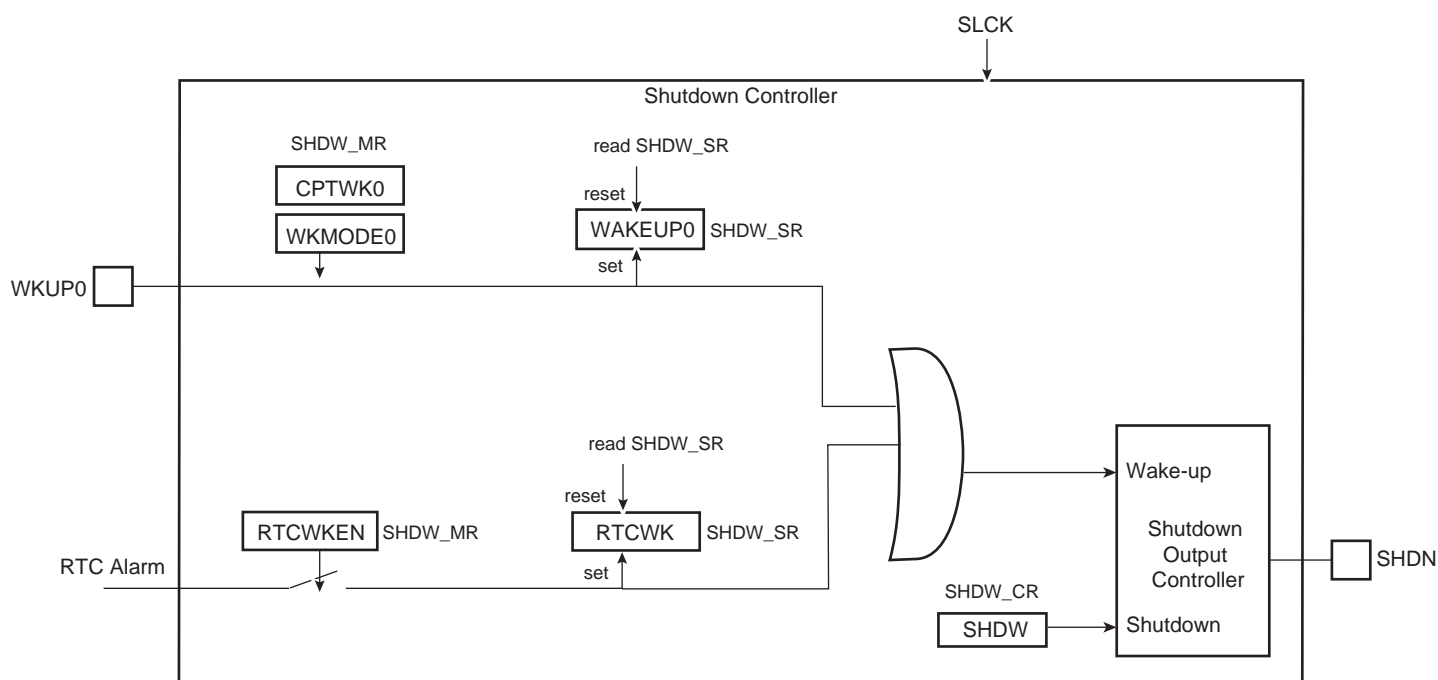 SLCK
Shutdown Controller
SHDW_MR
CPTWK0
WKMODE0
read SHDW_SR
reset
WAKEUP0
SHDW_SR
set
WKUP0
read SHDW_SR
reset
RTCWKEN
SHDW_MR
RTCWK
SHDW_SR
set
RTC Alarm
Wake-up
Shutdown
Output
Controller
SHDN
SHDW_CR
SHDW
Shutdown